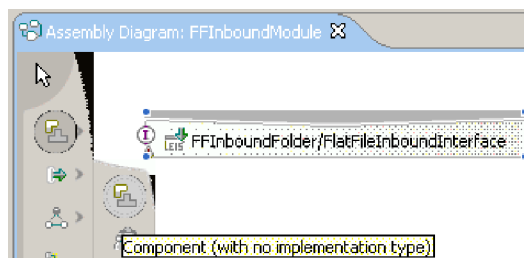 Assembly Diagram: FFInboundModule
I
EIS
FFInboundFolder/FlatFileInboundInterface
Component (with no implementation type)